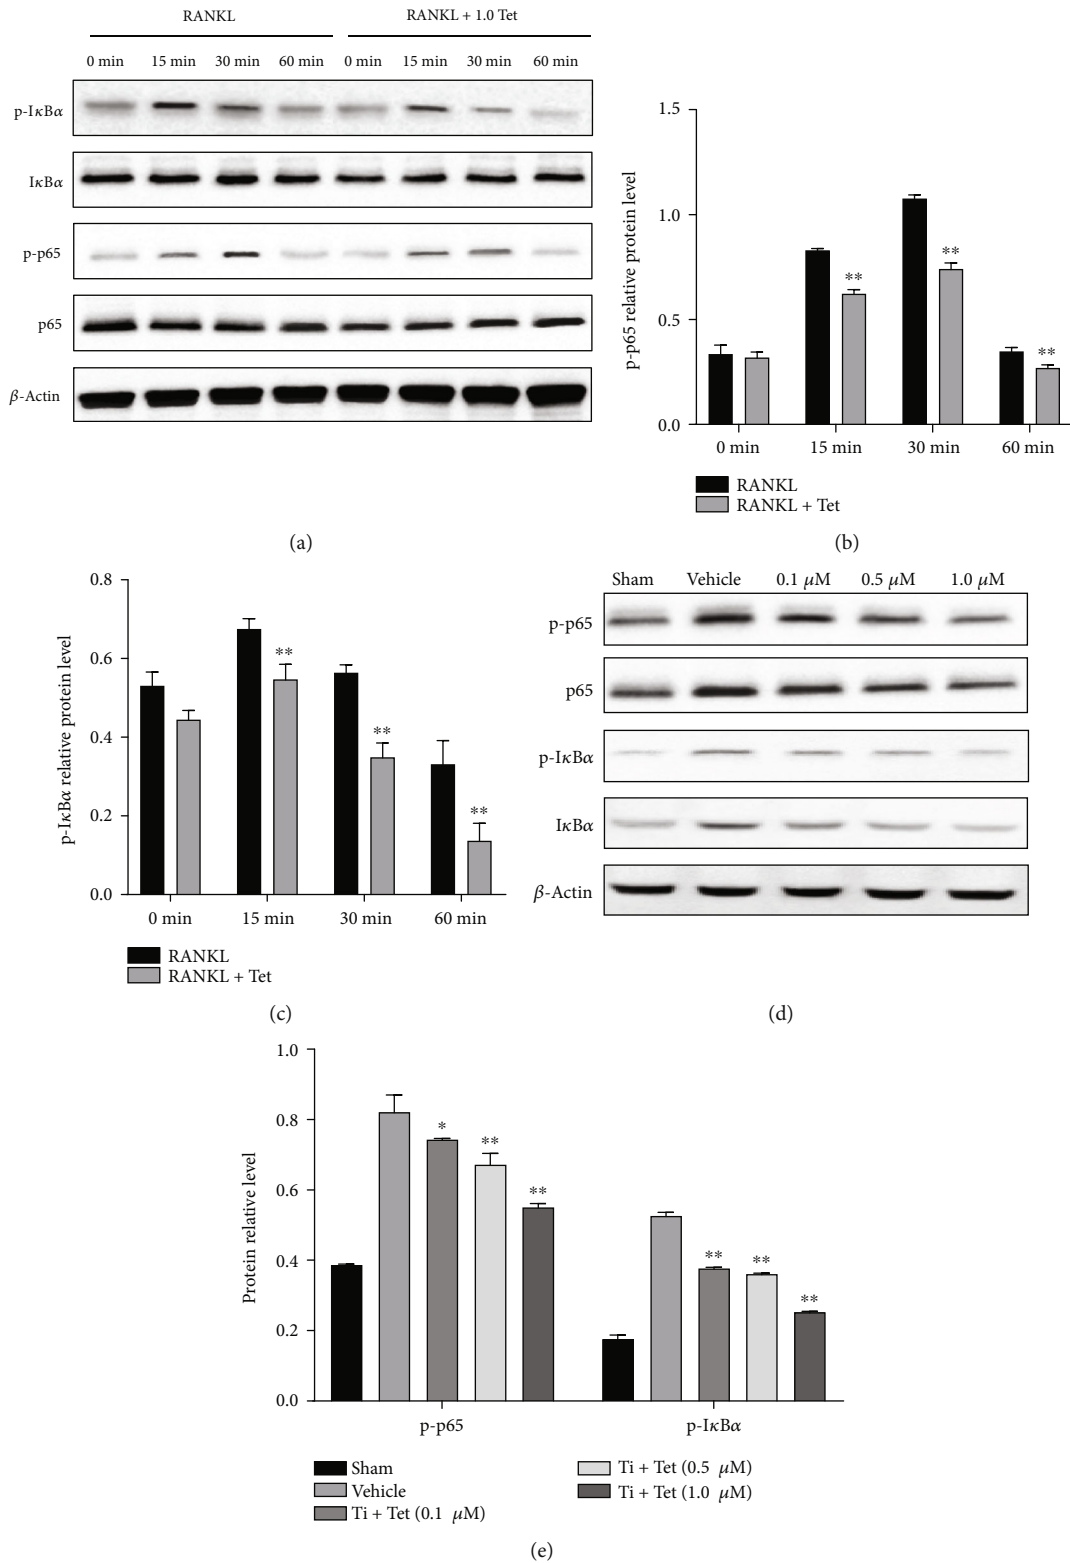 RANKL RANKL + 1.0 Tet
0 min 15 min 30 min 60 min 0 min 15 min 30 min 60 min
p-IκBα
IκBα
p-p65
p65
β-Actin
(a)
p-p65 relative protein level
1.5
1.0
0.5
0.0
**
**
**
0 min 15 min 30 min 60 min
RANKL
RANKL + Tet
(b)
p-IκBα relative protein level
0.8
0.6
0.4
0.2
0.0
**
**
**
0 min 15 min 30 min 60 min
RANKL
RANKL + Tet
(c)
Sham Vehicle 0.1 μM 0.5 μM 1.0 μM
p-p65
p65
p-IκBα
IκBα
β-Actin
(d)
Protein relative level
1.0
0.8
0.6
0.4
0.2
0.0
*
**
**
**
**
**
p-p65 p-IκBα
Sham
Vehicle
Ti + Tet (0.1 μM)
Ti + Tet (0.5 μM)
Ti + Tet (1.0 μM)
(e)